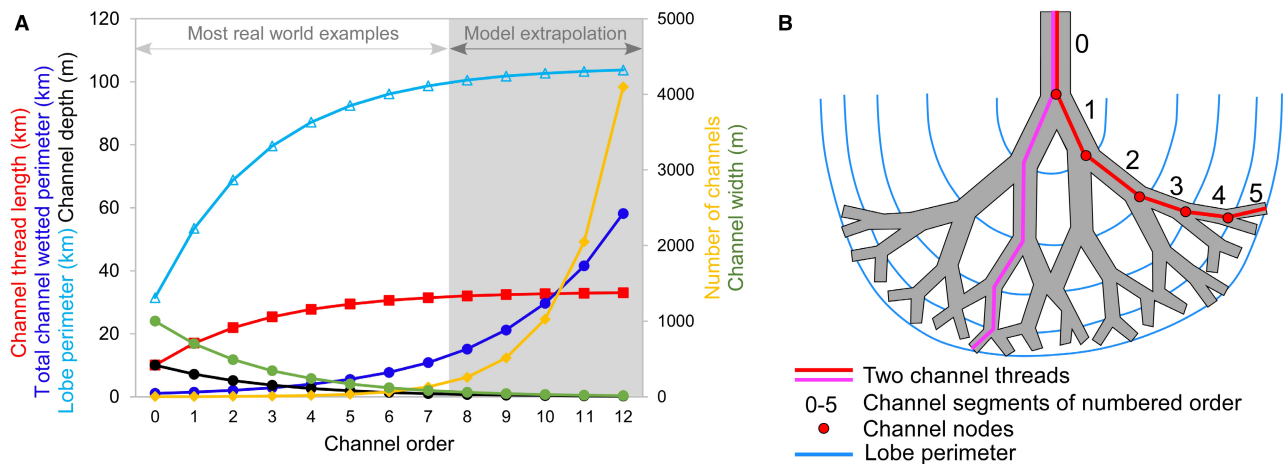 A
Most real world examples
Model extrapolation
120
100
80
60
40
20
0
5000
4000
3000
2000
1000
0
0 1 2 3 4 5 6 7 8 9 10 11 12
Channel order
Channel thread length (km)
Total channel wetted perimeter (km)
Lobe perimeter (km) Channel depth (m)
Number of channels
Channel width (m)
B
0
1
2
3
4
5
Two channel threads
0-5 Channel segments of numbered order
Channel nodes
Lobe perimeter